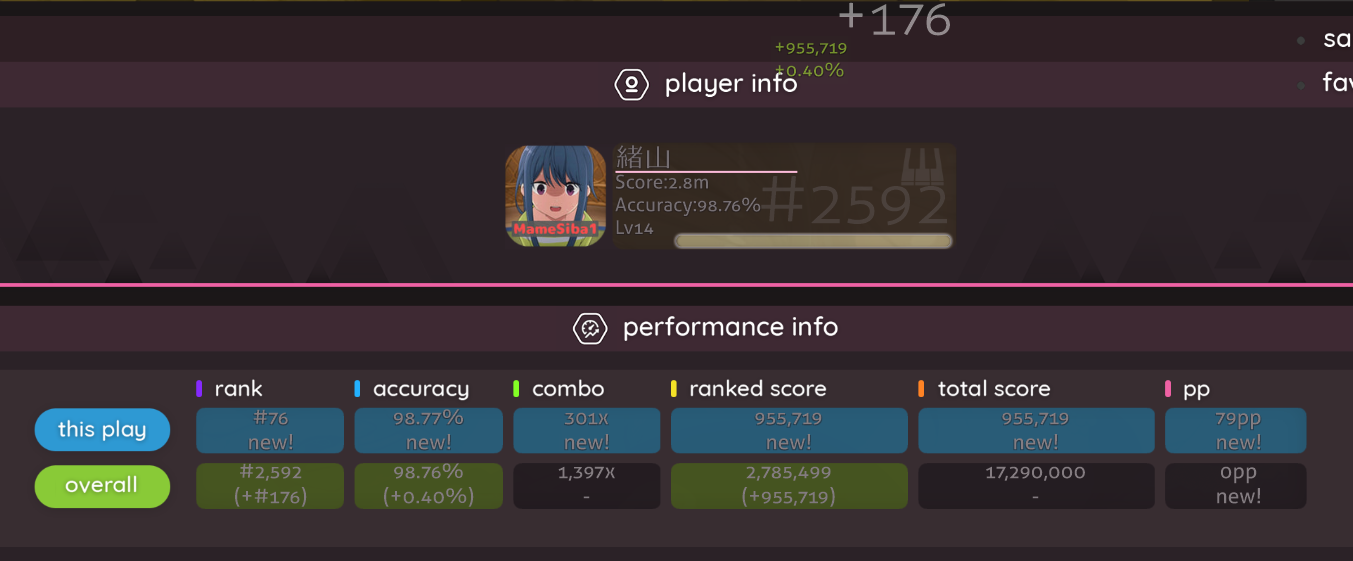 +176
+955,719
+0.40%
player info
緒山
Score:2.8m
Accuracy:98.76%
Lv14
#2592
MameSiba1
performance info
rank accuracy combo ranked score total score pp
this play
#76 98.77% 301x 955,719 955,719 79pp
new! new! new! new! new! new!
overall
#2,592 98.76% 1,397x 2,785,499 17,290,000 0pp
(+#176) (+0.40%) - (+955,719) - new!